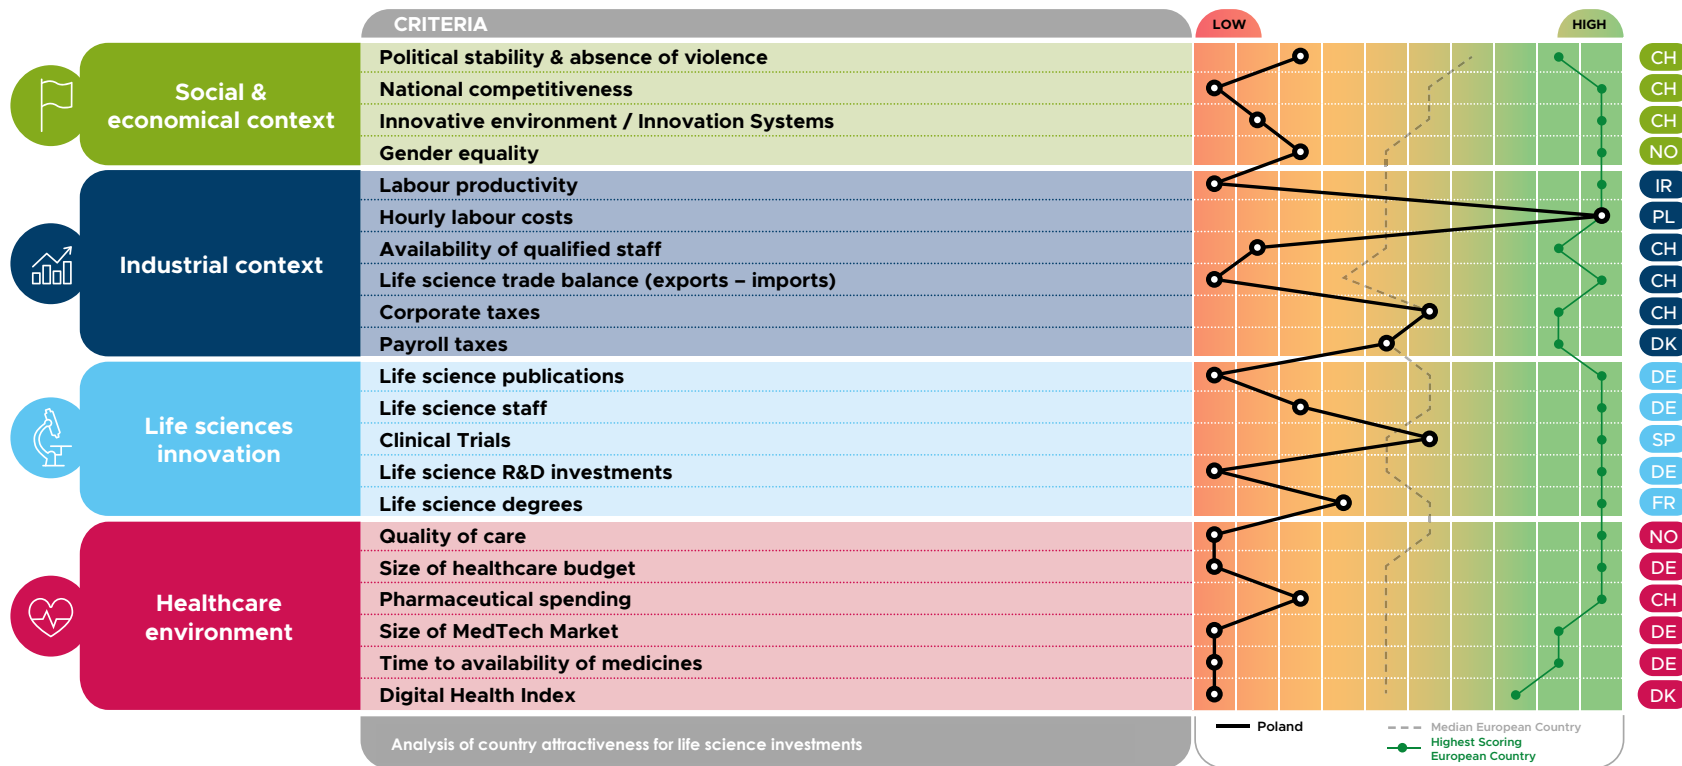 CRITERIA
LOW
HIGH
Social &
economical context
Political stability & absence of violence
CH
National competitiveness
CH
Innovative environment / Innovation Systems
CH
Gender equality
NO
Industrial context
Labour productivity
IR
Hourly labour costs
PL
Availability of qualified staff
CH
Life science trade balance (exports – imports)
CH
Corporate taxes
CH
Payroll taxes
DK
Life sciences
innovation
Life science publications
DE
Life science staff
DE
Clinical Trials
SP
Life science R&D investments
DE
Life science degrees
FR
Healthcare
environment
Quality of care
NO
Size of healthcare budget
DE
Pharmaceutical spending
CH
Size of MedTech Market
DE
Time to availability of medicines
DE
Digital Health Index
DK
Analysis of country attractiveness for life science investments
Poland
Median European Country
Highest Scoring
European Country